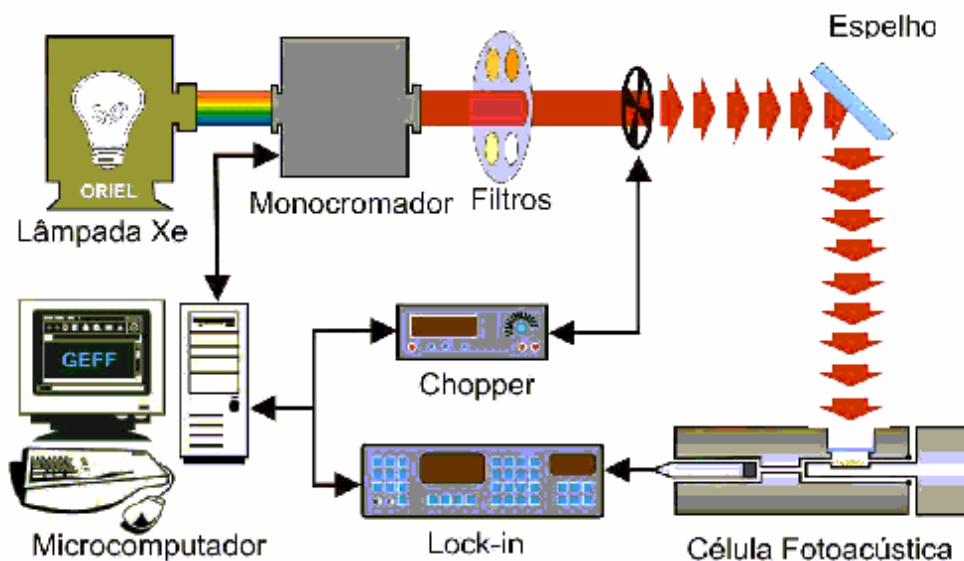 Espelho
ORIEL
Lâmpada Xe
Monocromador
Filtros
GEFF
Chopper
Microcomputador
Lock-in
Célula Fotoacústica